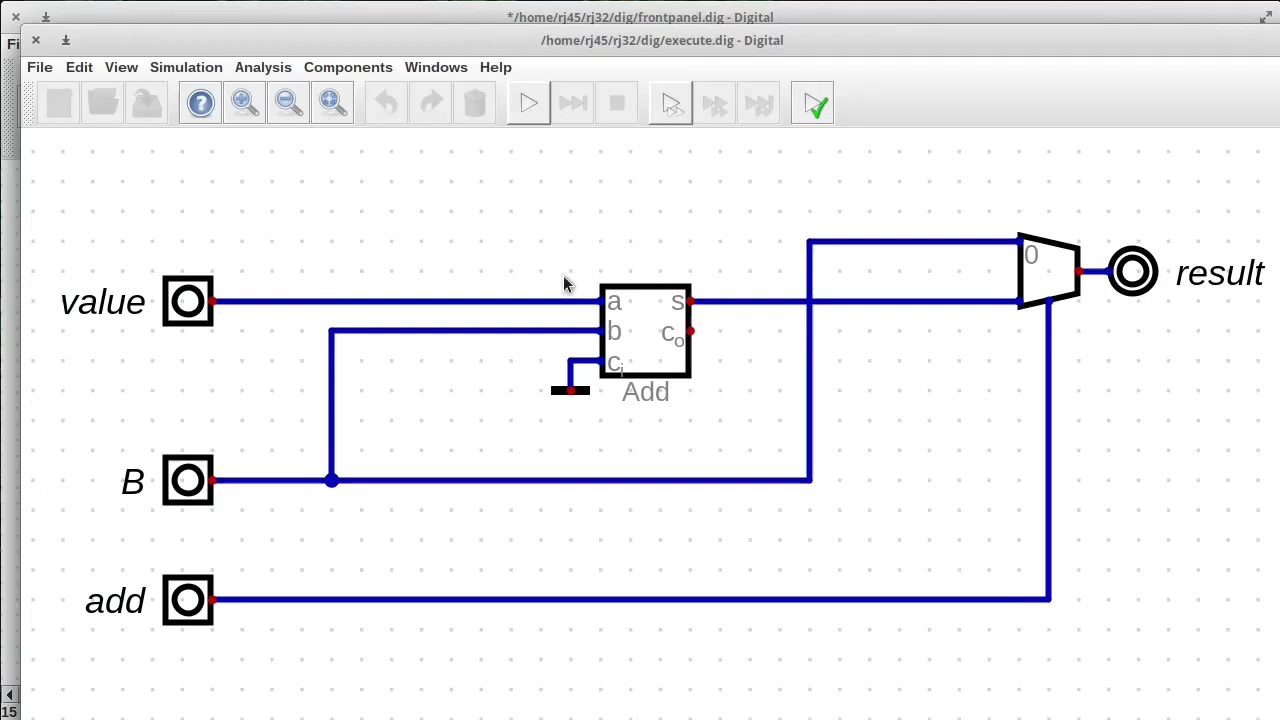 */home/rj45/rj32/dig/frontpanel.dig - Digital
Fi
/home/rj45/rj32/dig/execute.dig - Digital
File Edit View Simulation Analysis Components Windows Help
?
0
value
a s
result
b co
ci
Add
B
add
15